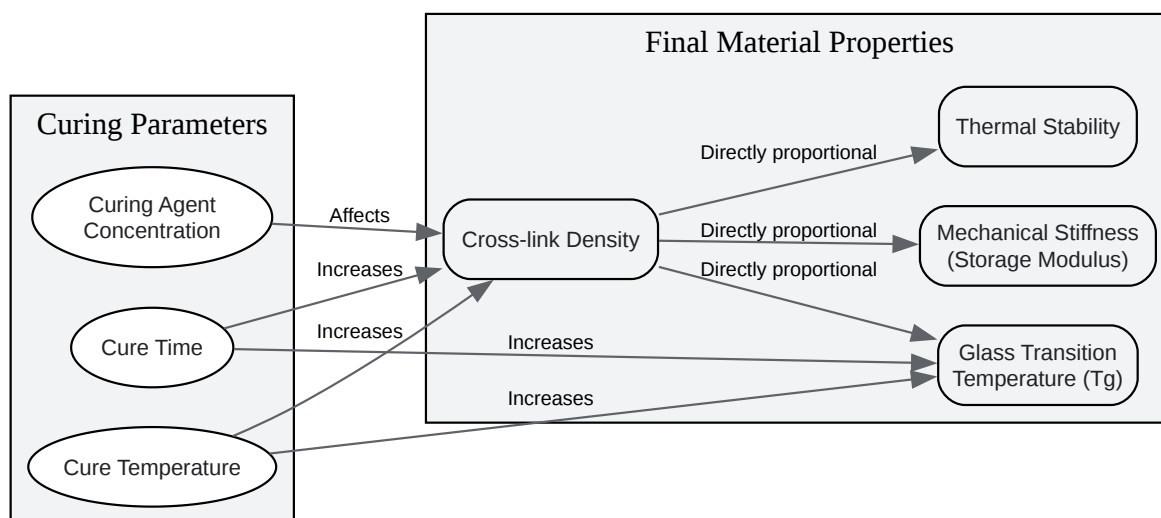 Final Material Properties
Curing Parameters
Thermal Stability
Directly proportional
Curing Agent
Concentration
Affects
Cross-link Density
Directly proportional
Mechanical Stiffness
(Storage Modulus)
Increases
Directly proportional
Cure Time
Increases
Increases
Glass Transition
Temperature (Tg)
Increases
Cure Temperature